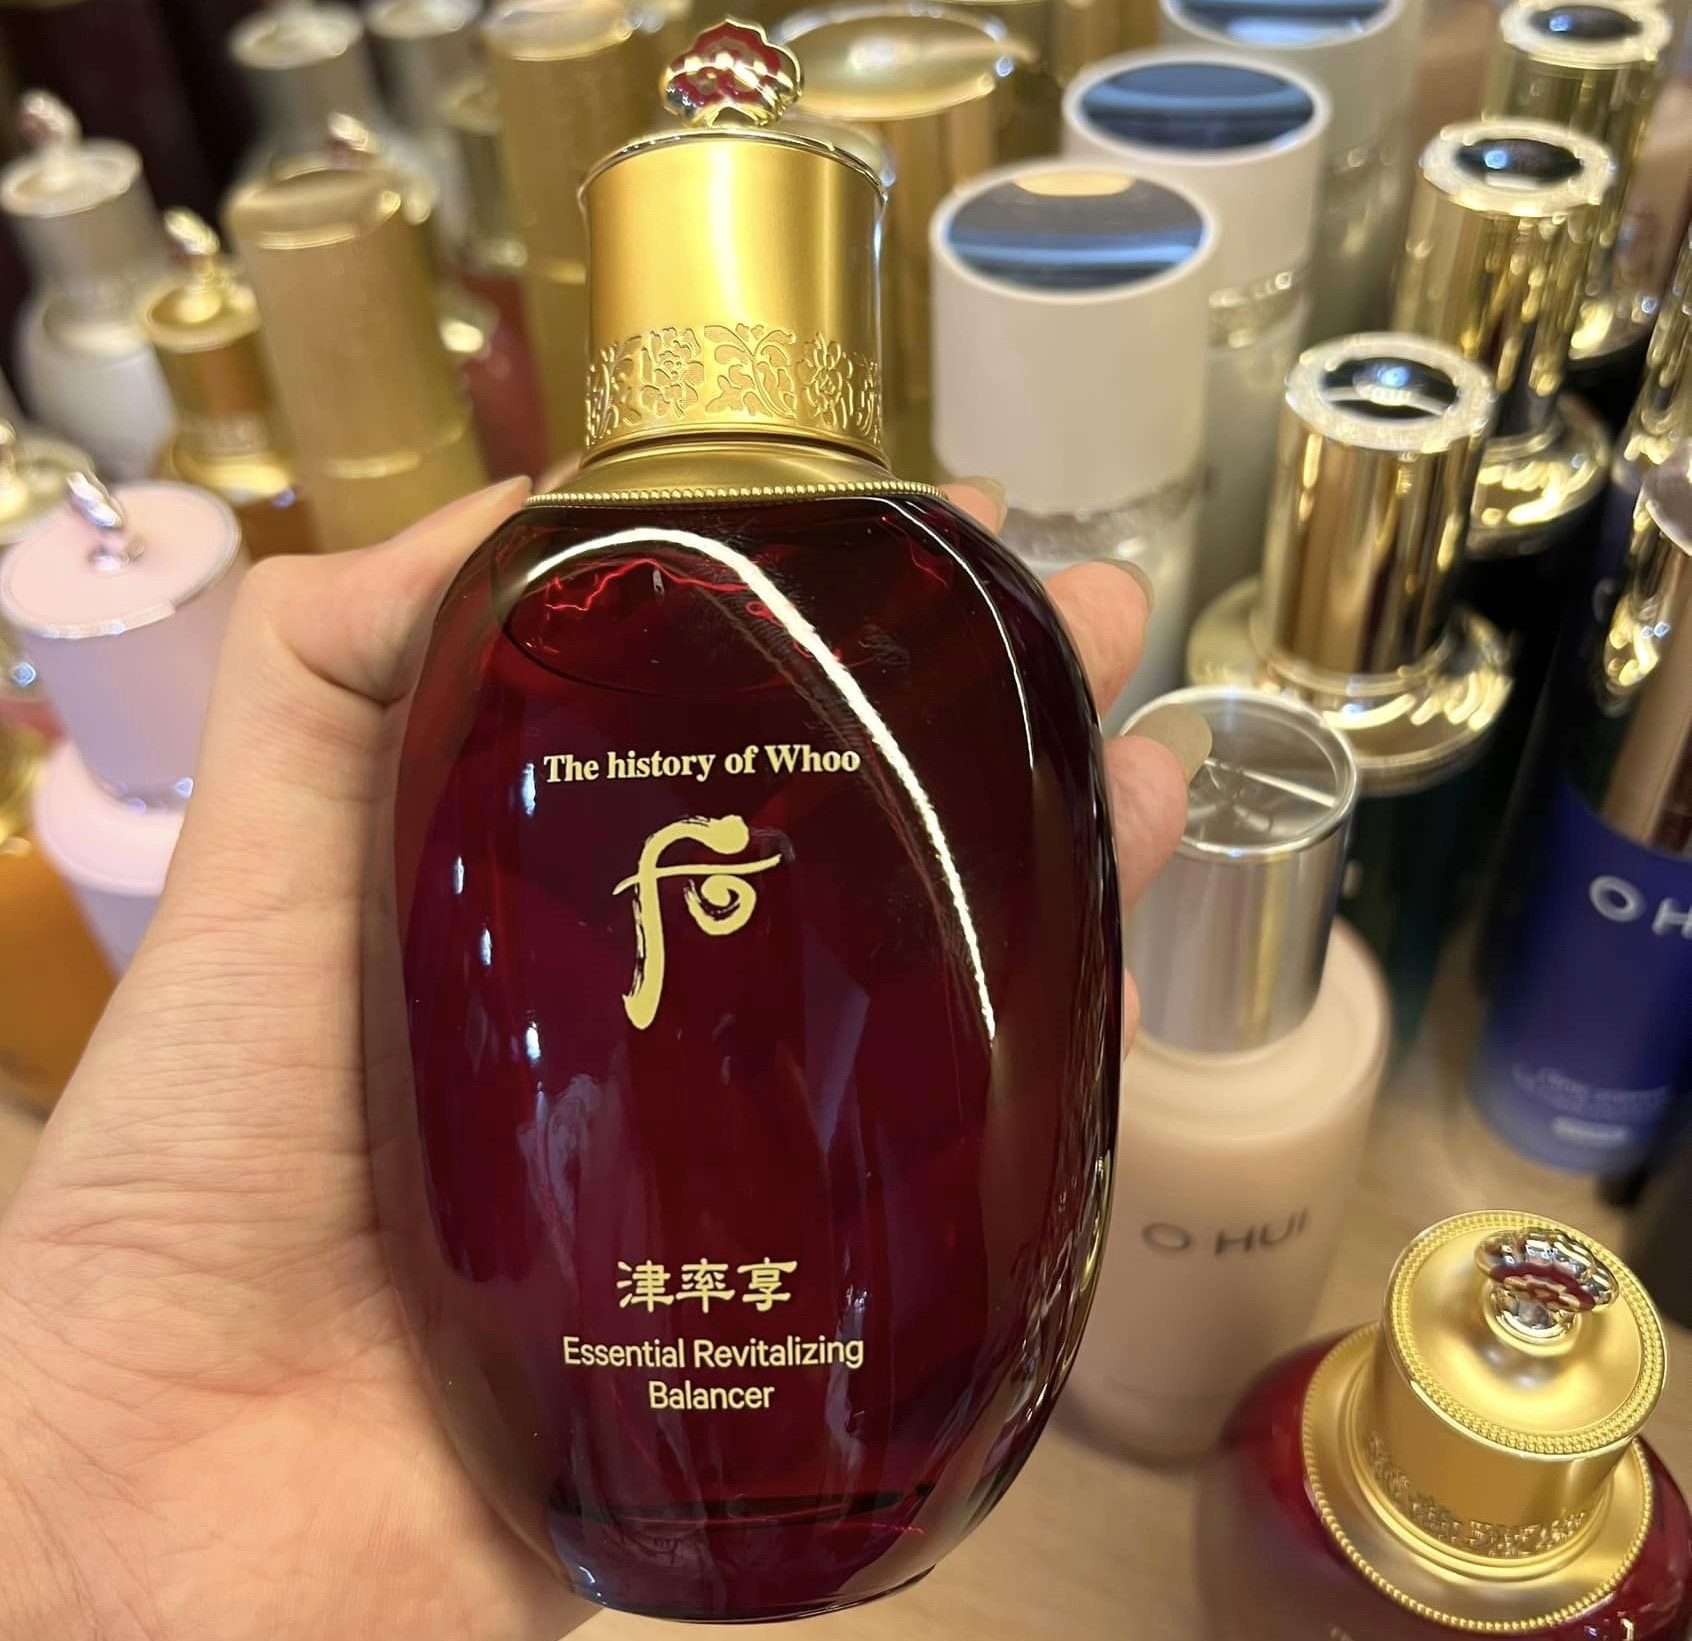 The history of Whoo
后
津率享
Essential Revitalizing
Balancer
O HUI
O H